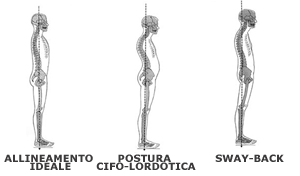 ALLINEAMENTO
IDEALE
POSTURA
CIFO-LORDOTICA
SWAY-BACK